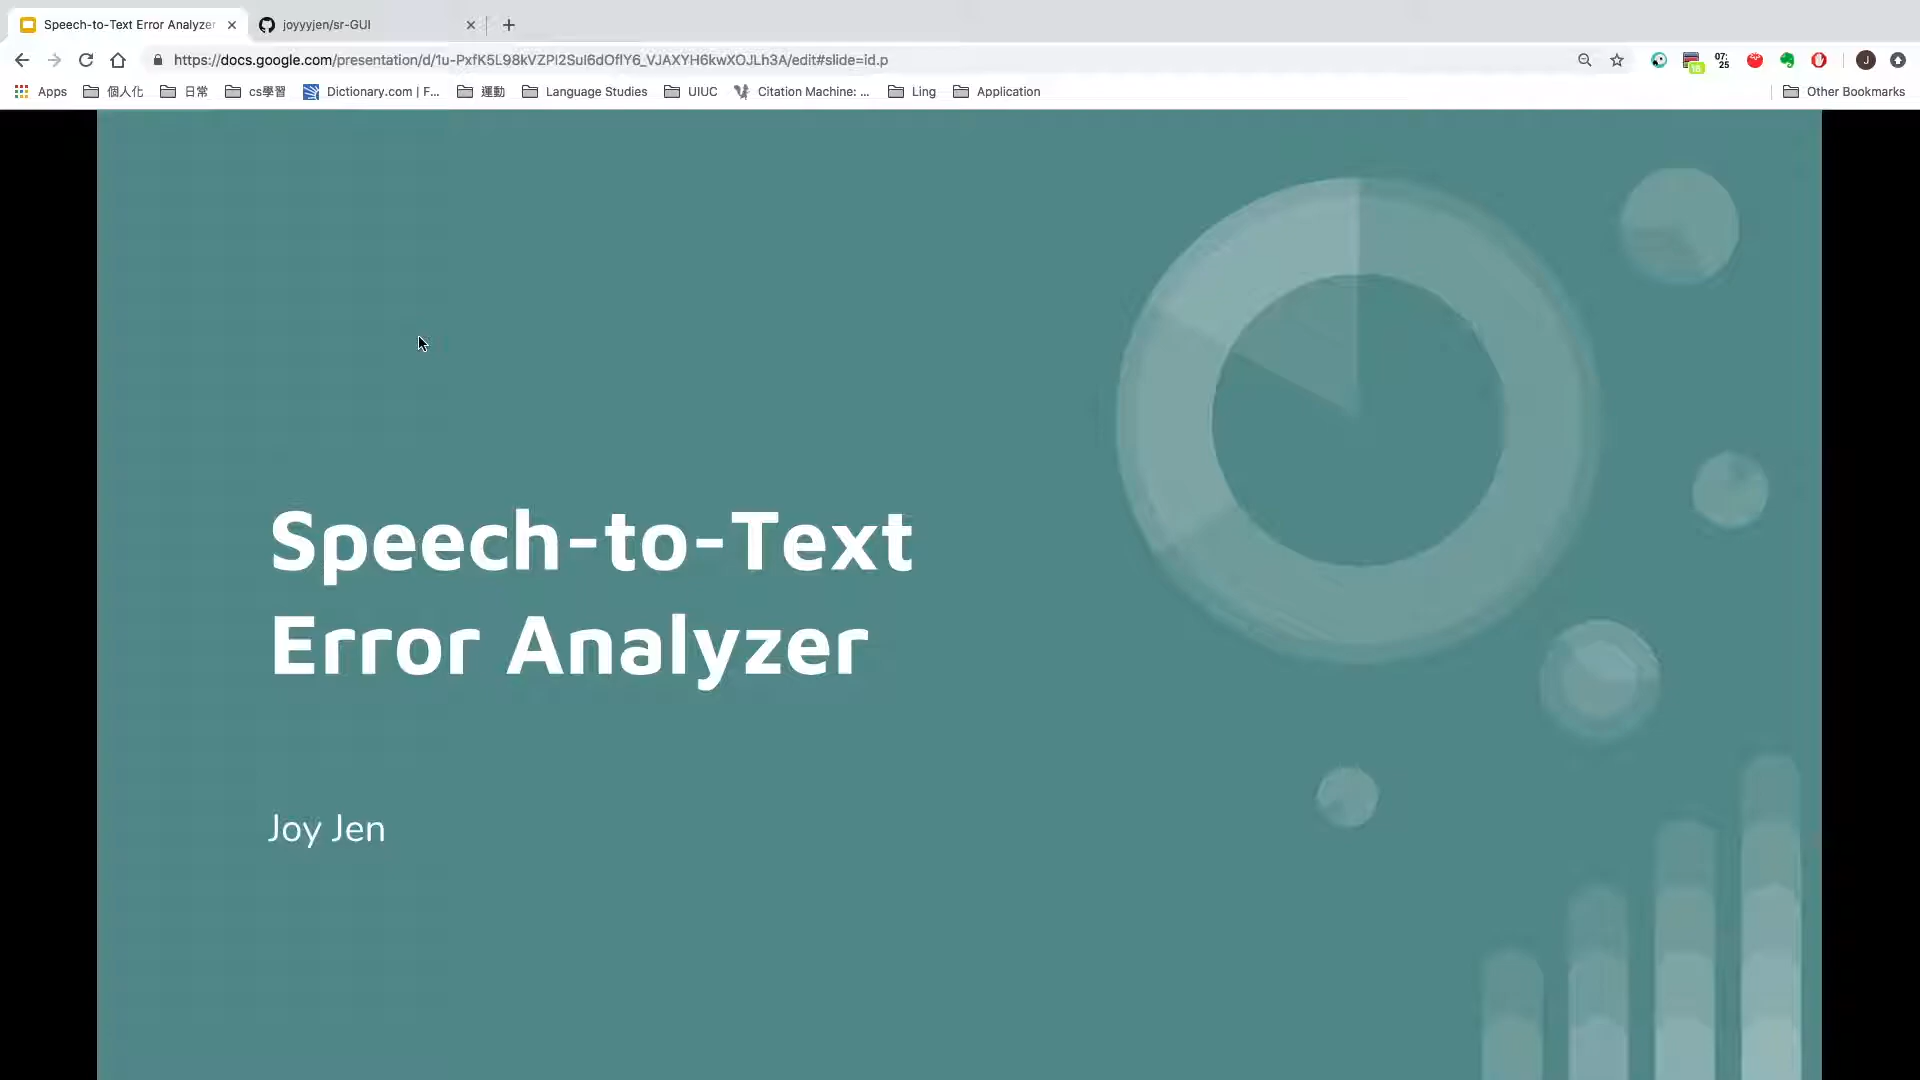 Speech-to-Text Error Analyzer
joyyyjen/sr-GUI
https://docs.google.com/presentation/d/1u-PxfK5L98kVZPl2Sul6dOflY6_VJAXYH6kwXOJLh3A/edit#slide=id.p
07:
25
J
Apps 個人化 日常 cs學習 Dictionary.com | F... 運動 Language Studies UIUC Citation Machine: ... Ling Application Other Bookmarks
Speech-to-Text
Error Analyzer
Joy Jen